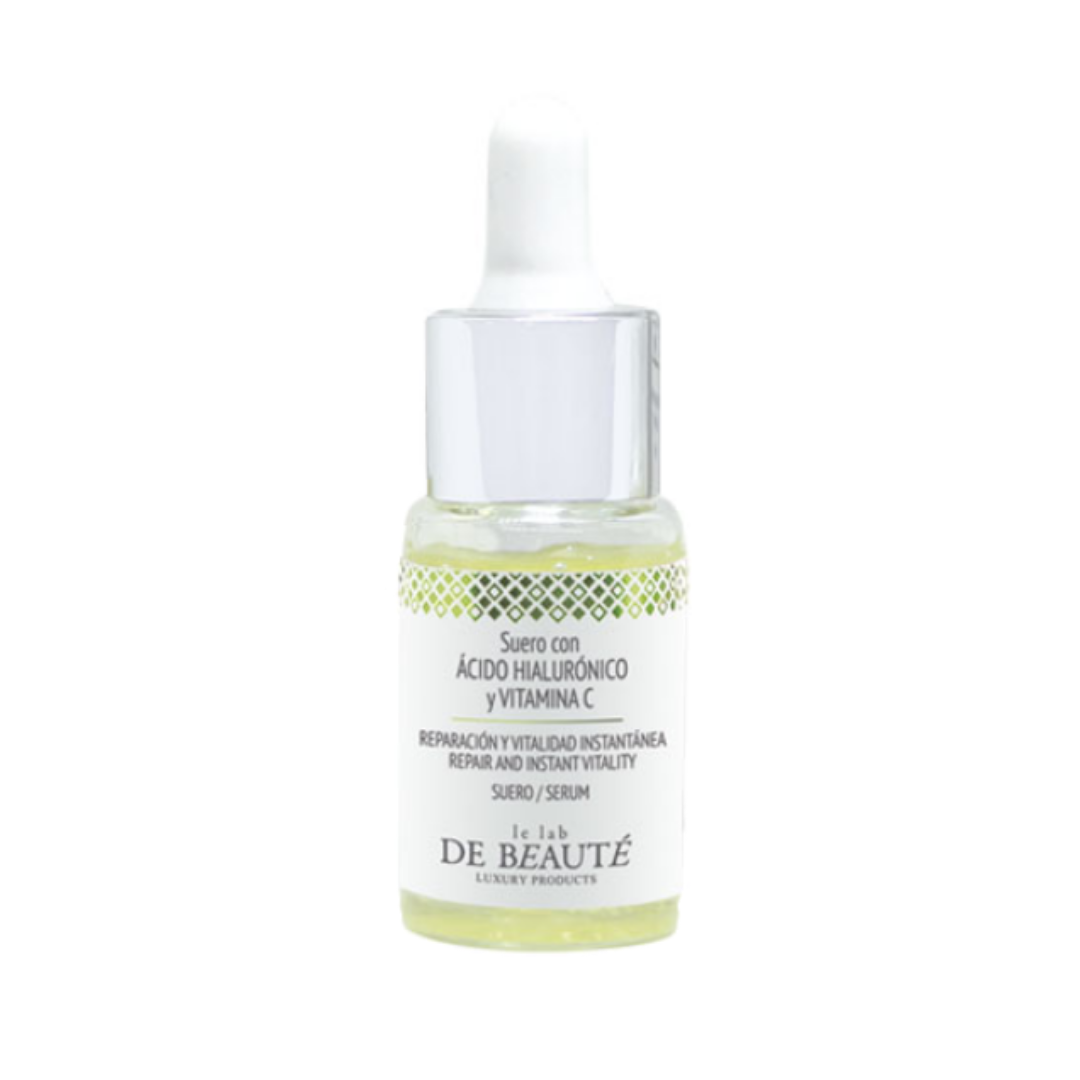 Suero con
ÁCIDO HIALURÓNICO
y VITAMINA C
REPARACIÓN Y VITALIDAD INSTANTÁNEA
REPAIR AND INSTANT VITALITY
SUERO / SERUM
le lab
DE BEAUTÉ
LUXURY PRODUCTS